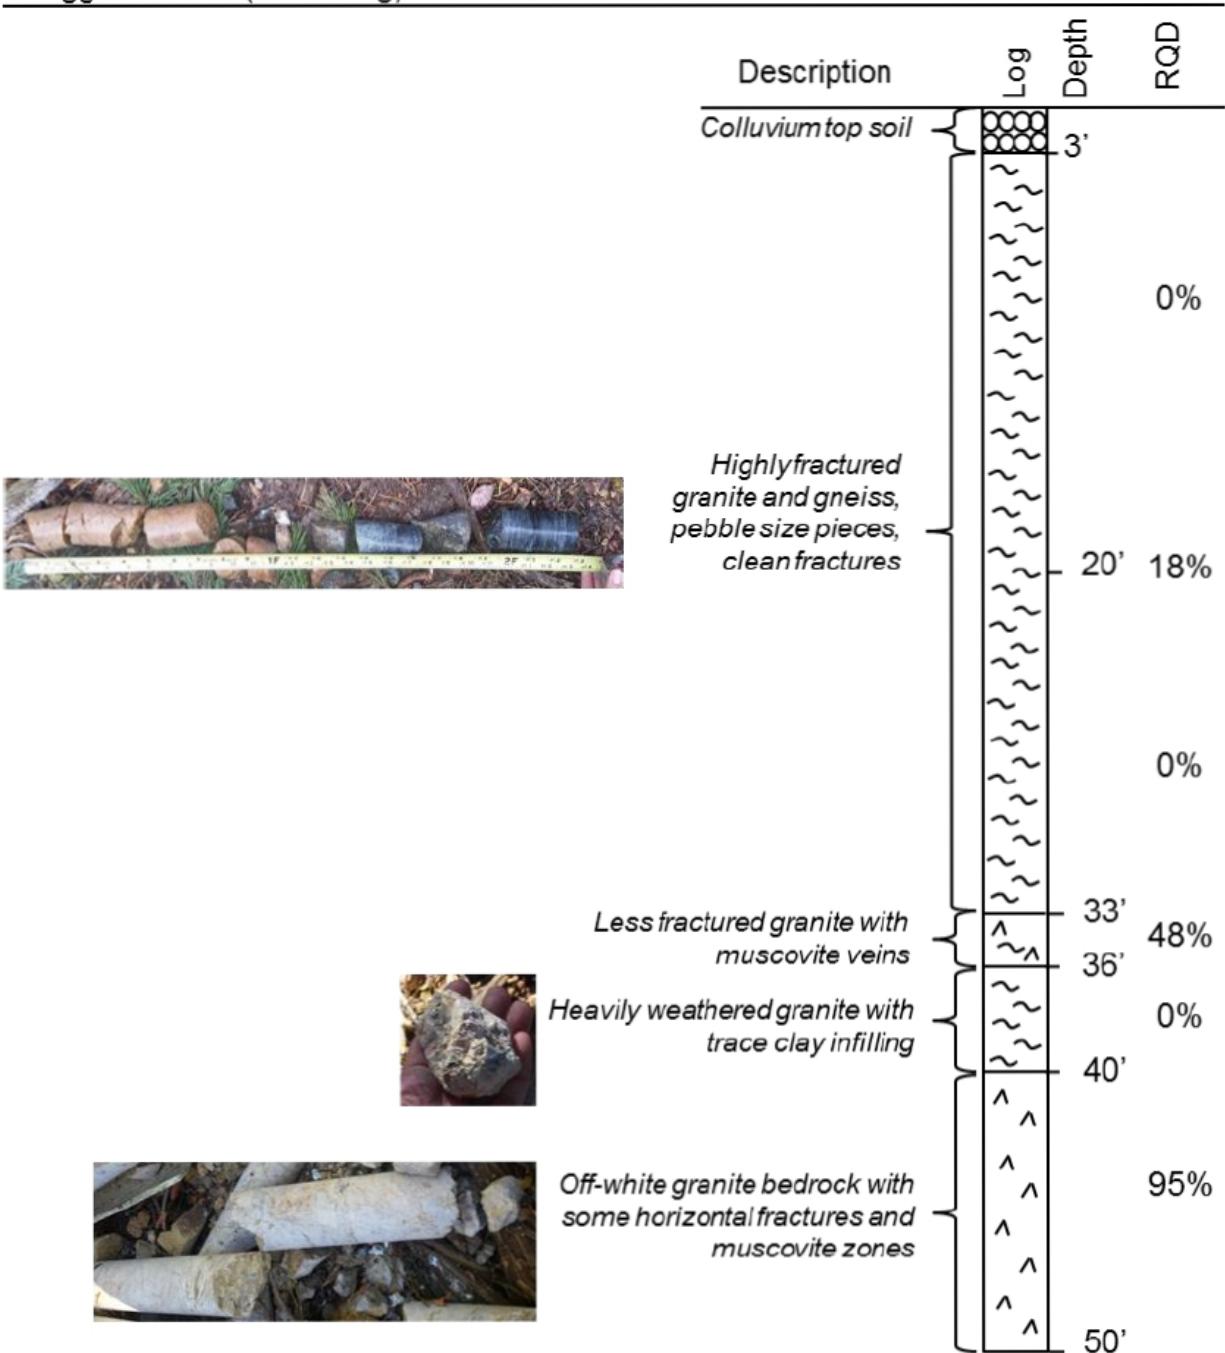 Description
Log
Depth
RQD
Colluvium top soil
3’
0%
Highly fractured
granite and gneiss,
pebble size pieces,
clean fractures
20’
18%
0%
33’
Less fractured granite with
muscovite veins
48%
36’
Heavily weathered granite with
trace clay infilling
0%
40’
Off-white granite bedrock with
some horizontal fractures and
muscovite zones
95%
50’